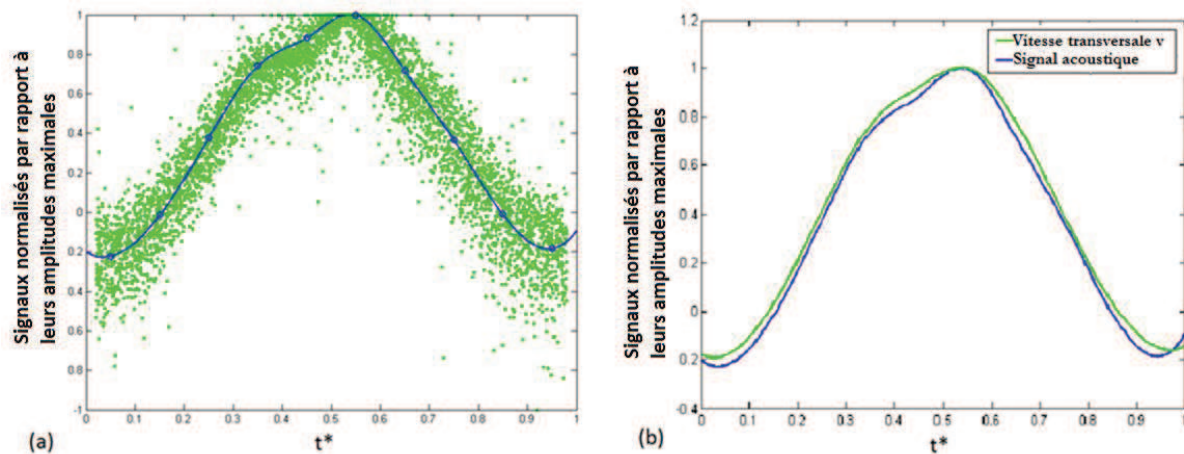 Signaux normalisés par rapport à
leurs amplitudes maximales
1
0.8
0.6
0.4
0.2
0
0.2
0.4
0.6
0.8
-1
0 0.1 0.2 0.3 0.4 0.5 0.6 0.7 0.8 0.9 1
(a)
t*
Signaux normalisés par rapport à
leurs amplitudes maximales
1.2
1
0.8
0.6
0.4
0.2
0
0.2
-0.4
0 0.1 0.2 0.3 0.4 0.5 0.6 0.7 0.8 0.9 1
Vitesse transversale v
Signal acoustique
(b)
t*